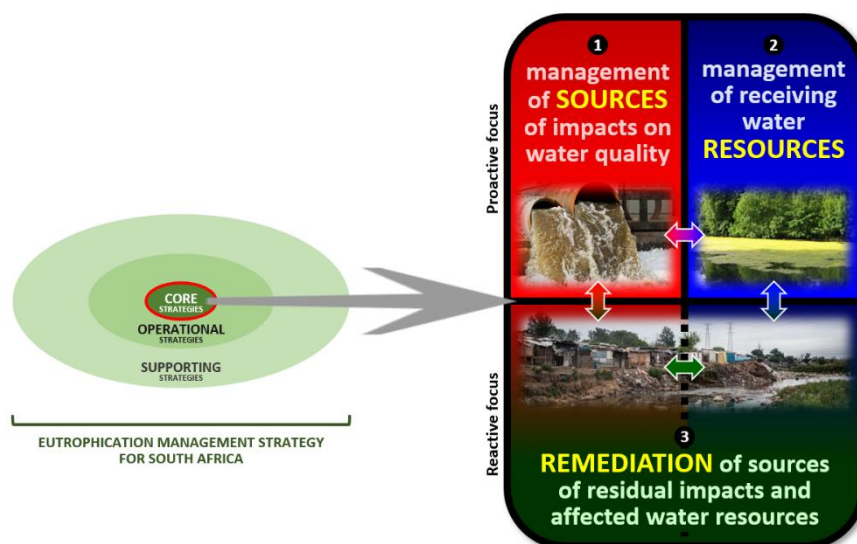 CORE
STRATEGIES
OPERATIONAL
STRATEGIES
SUPPORTING
STRATEGIES
EUTROPHICATION MANAGEMENT STRATEGY
FOR SOUTH AFRICA
Proactive focus
Reactive focus
1
management
of SOURCES
of impacts on
water quality
2
management
of receiving
water
RESOURCES
3
REMEDIATION of sources
of residual impacts and
affected water resources